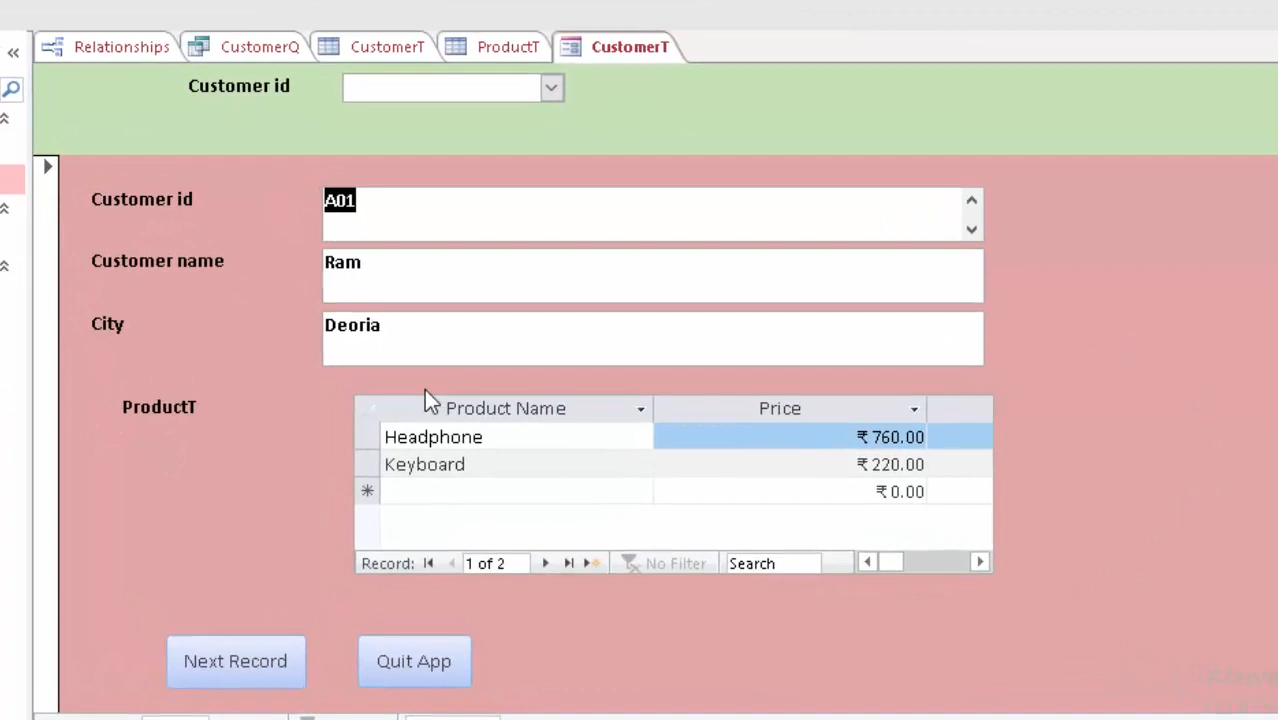 Relationships CustomerQ CustomerT ProductT CustomerT
Customer id
Customer id A01
Customer name Ram
City Deoria
ProductT Product Name Price
Headphone ₹ 760.00
Keyboard ₹ 220.00
₹ 0.00
Record: 1 of 2 No Filter Search
Next Record Quit App